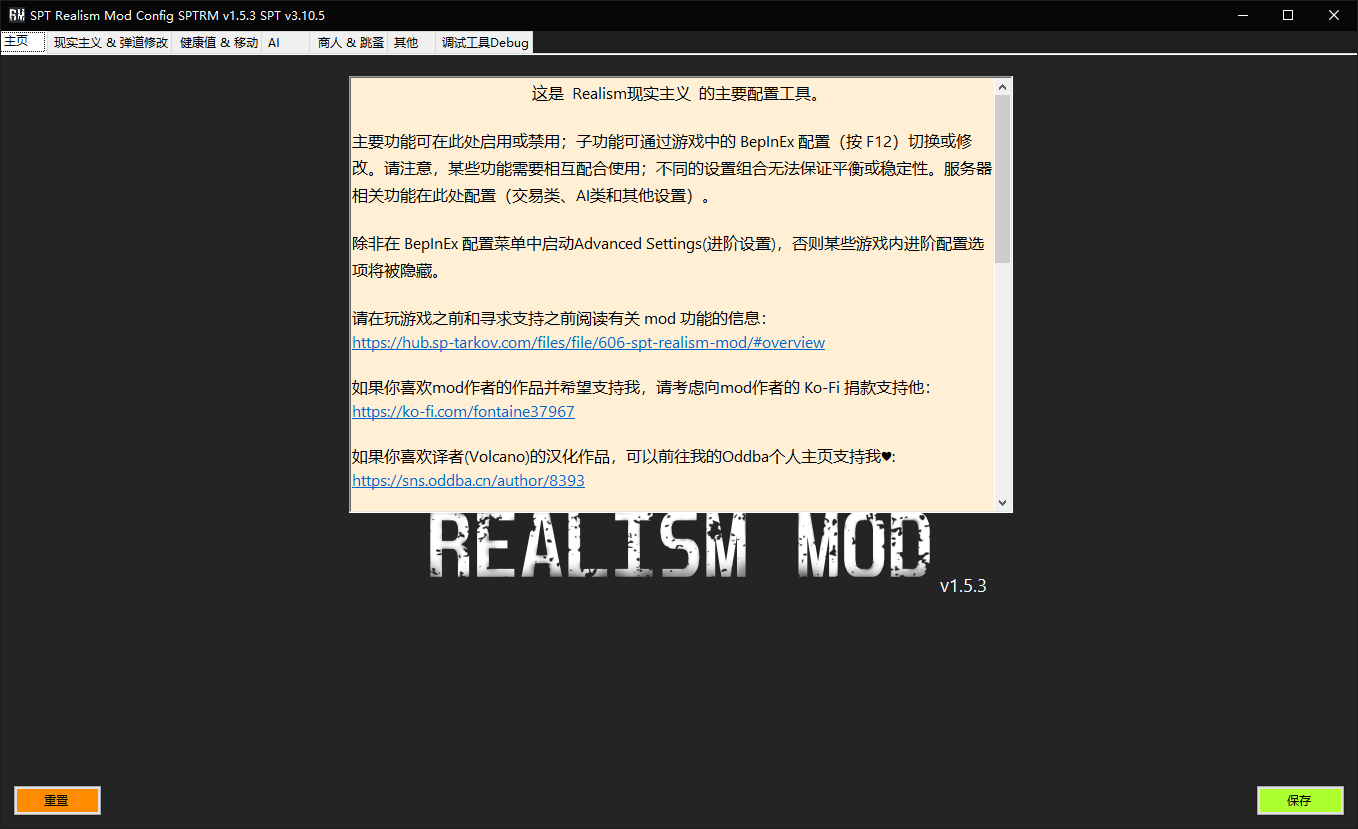 SPT Realism Mod Config SPTRM v1.5.3 SPT v3.10.5
主页 现实主义 & 弹道修改 健康值 & 移动 AI 商人 & 跳蚤 其他 调试工具Debug
这是 Realism现实主义 的主要配置工具。
主要功能可在此处启用或禁用；子功能可通过游戏中的 BepInEx 配置（按 F12）切换或修
改。请注意，某些功能需要相互配合使用；不同的设置组合无法保证平衡或稳定性。服务器
相关功能在此处配置（交易类、AI类和其他设置）。
除非在 BepInEx 配置菜单中启动Advanced Settings(进阶设置)，否则某些游戏内进阶配置选
项将被隐藏。
请在玩游戏之前和寻求支持之前阅读有关 mod 功能的信息：
https://hub.sp-tarkov.com/files/file/606-spt-realism-mod/#overview
如果你喜欢mod作者的作品并希望支持我，请考虑向mod作者的 Ko-Fi 捐款支持他：
https://ko-fi.com/fontaine37967
如果你喜欢译者(Volcano)的汉化作品，可以前往我的Oddba个人主页支持我♥:
https://sns.oddba.cn/author/8393
REALISM MOD
v1.5.3
重置 保存